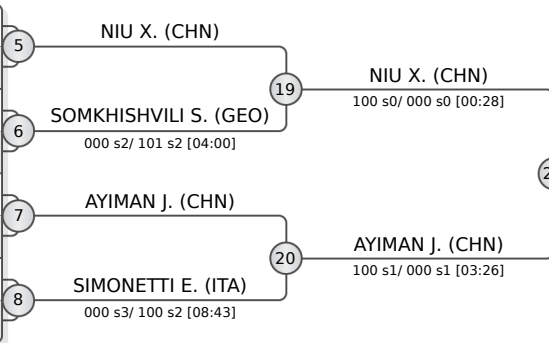 5
NIU X. (CHN)
19
NIU X. (CHN)
100 s0/ 000 s0 [00:28]
6
SOMKHISHVILI S. (GEO)
000 s2/ 101 s2 [04:00]
7
AYIMAN J. (CHN)
20
AYIMAN J. (CHN)
100 s1/ 000 s1 [03:26]
8
SIMONETTI E. (ITA)
000 s3/ 100 s2 [08:43]